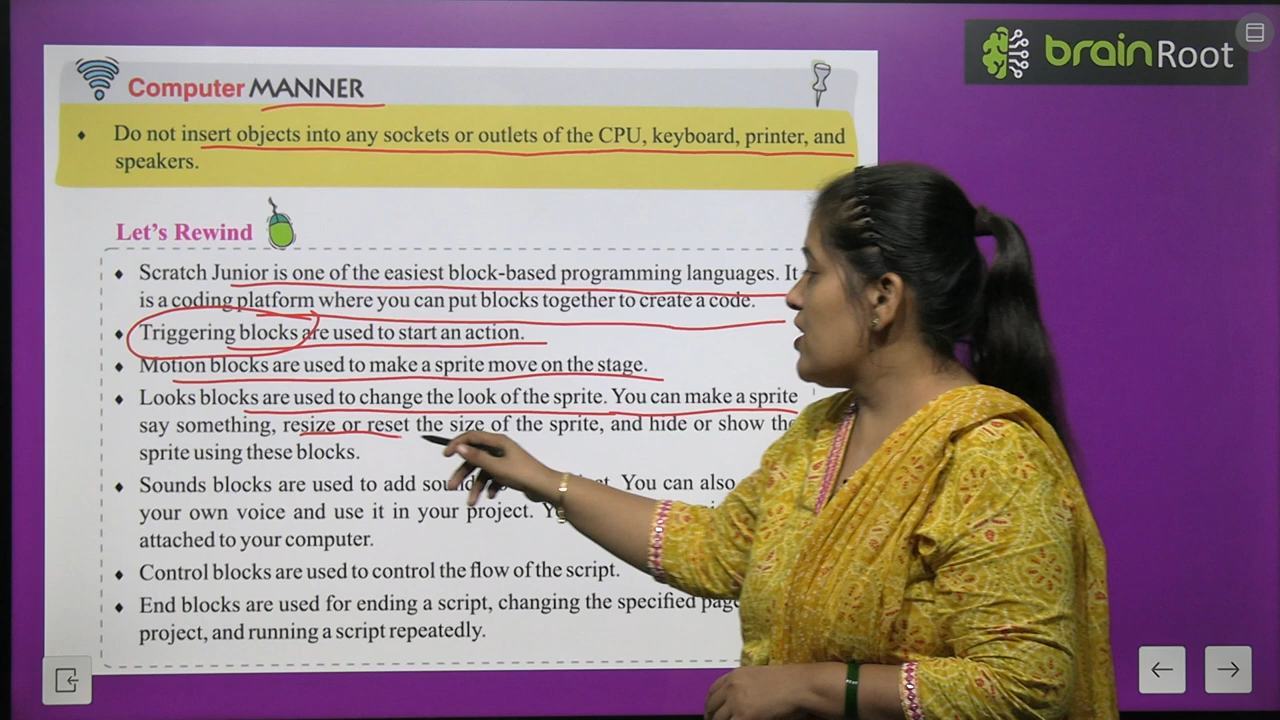 brainRoot
Computer MANNER
♦ Do not insert objects into any sockets or outlets of the CPU, keyboard, printer, and
speakers.
Let's Rewind
♦ Scratch Junior is one of the easiest block-based programming languages. It
is a coding platform where you can put blocks together to create a code.
♦ Triggering blocks are used to start an action.
♦ Motion blocks are used to make a sprite move on the stage.
♦ Looks blocks are used to change the look of the sprite. You can make a sprite
say something, resize or reset the size of the sprite, and hide or show the
sprite using these blocks.
♦ Sounds blocks are used to add You can also
your own voice and use it in your project.
attached to your computer.
♦ Control blocks are used to control the flow of the script.
♦ End blocks are used for ending a script, changing the specified
project, and running a script repeatedly.